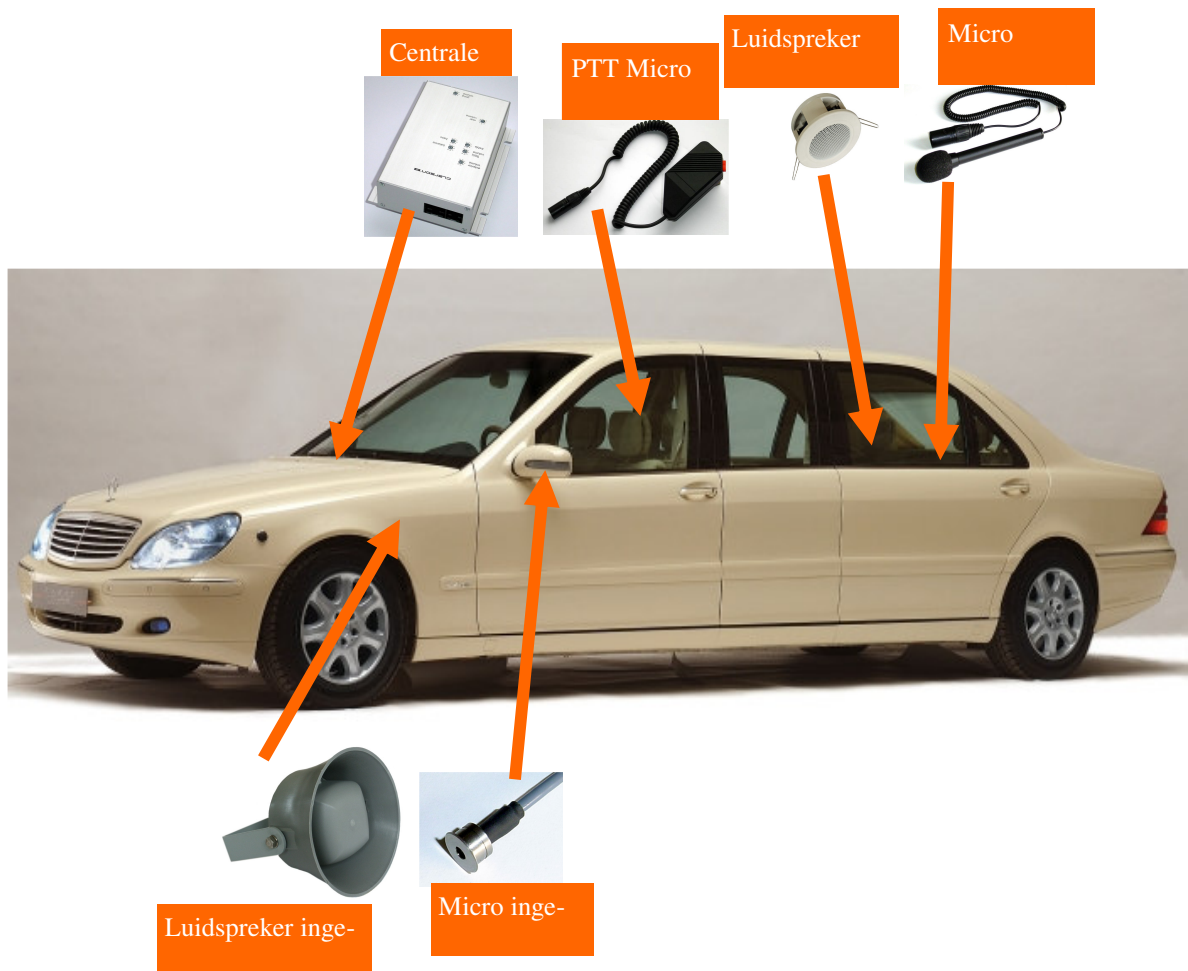 Centrale
PTT Micro
Luidspreker
Micro
Luidspreker inge-
Micro inge-